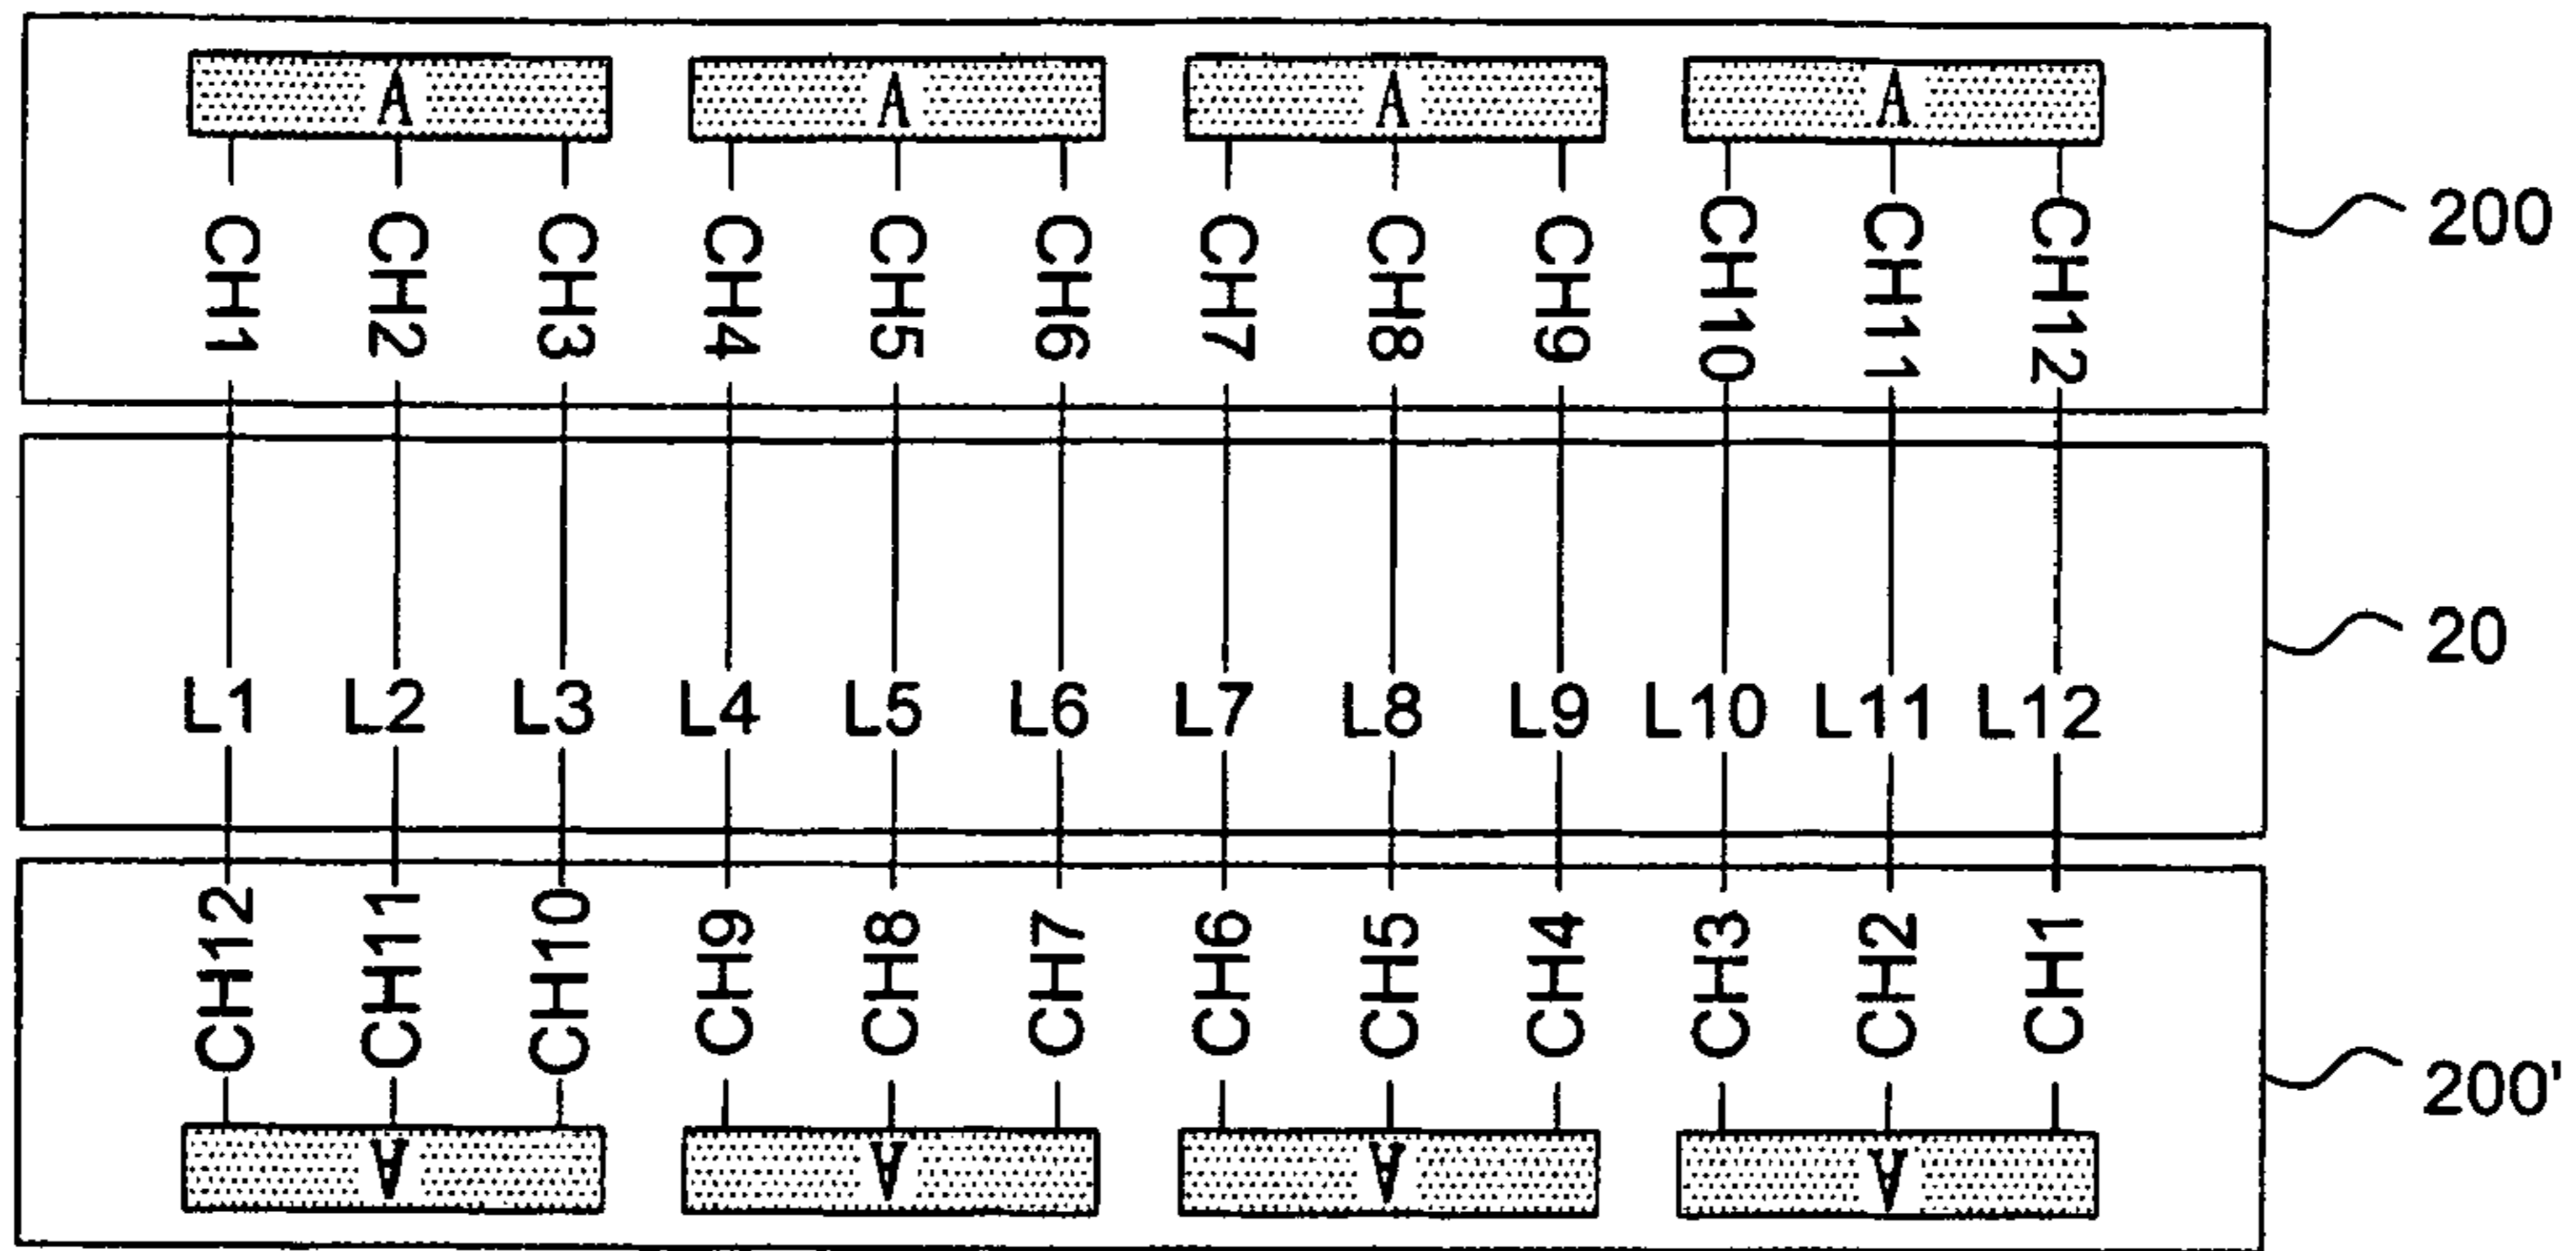 A A A A
CH1 CH2 CH3 CH4 CH5 CH6 CH7 CH8 CH9 CH10 CH11 CH12
200
20
L1 L2 L3 L4 L5 L6 L7 L8 L9 L10 L11 L12
CH12 CH11 CH10 CH9 CH8 CH7 CH6 CH5 CH4 CH3 CH2 CH1
200'
A A A A